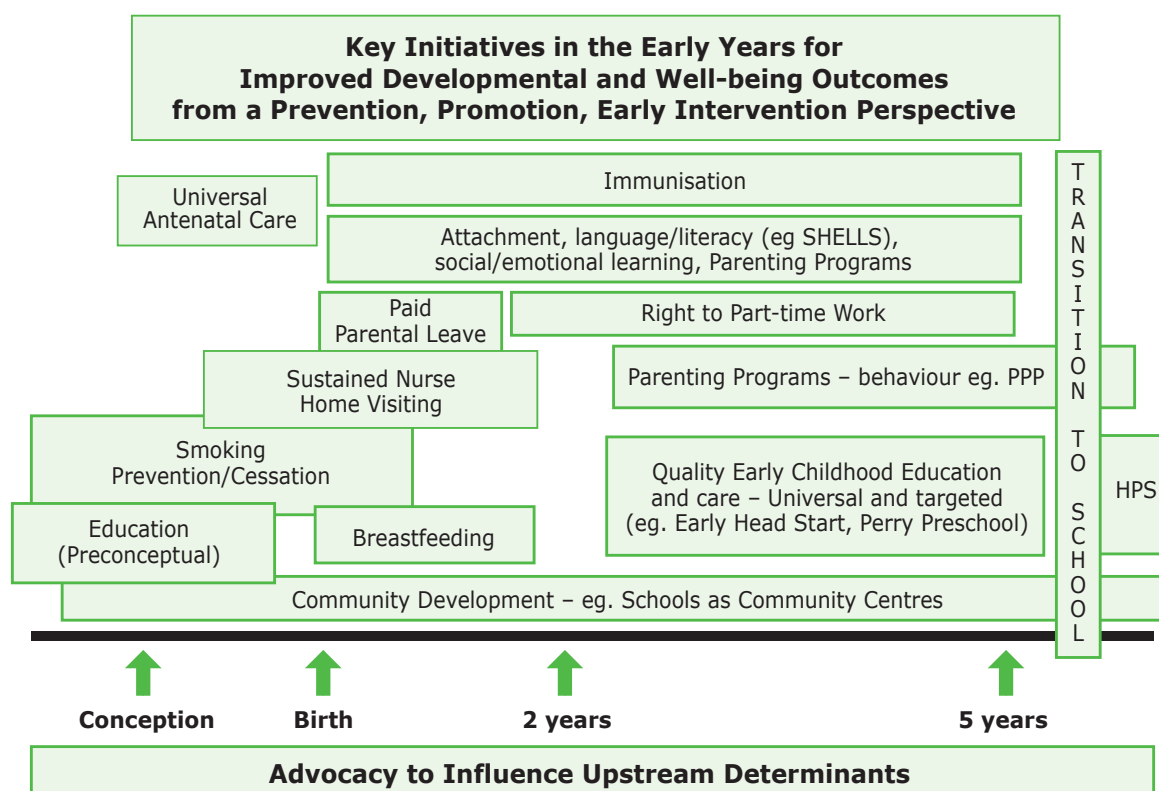 Key Initiatives in the Early Years for
Improved Developmental and Well-being Outcomes
from a Prevention, Promotion, Early Intervention Perspective
Immunisation
Universal
Antenatal Care
Attachment, language/literacy (eg SHELLS),
social/emotional learning, Parenting Programs
Paid
Parental Leave
Right to Part-time Work
Sustained Nurse
Home Visiting
Parenting Programs – behaviour eg. PPP
Smoking
Prevention/Cessation
Quality Early Childhood Education
and care – Universal and targeted
(eg. Early Head Start, Perry Preschool)
HPS
Education
(Preconceptual)
Breastfeeding
Community Development – eg. Schools as Community Centres
TRANSITION TO SCHOOL
Conception
Birth
2 years
5 years
Advocacy to Influence Upstream Determinants